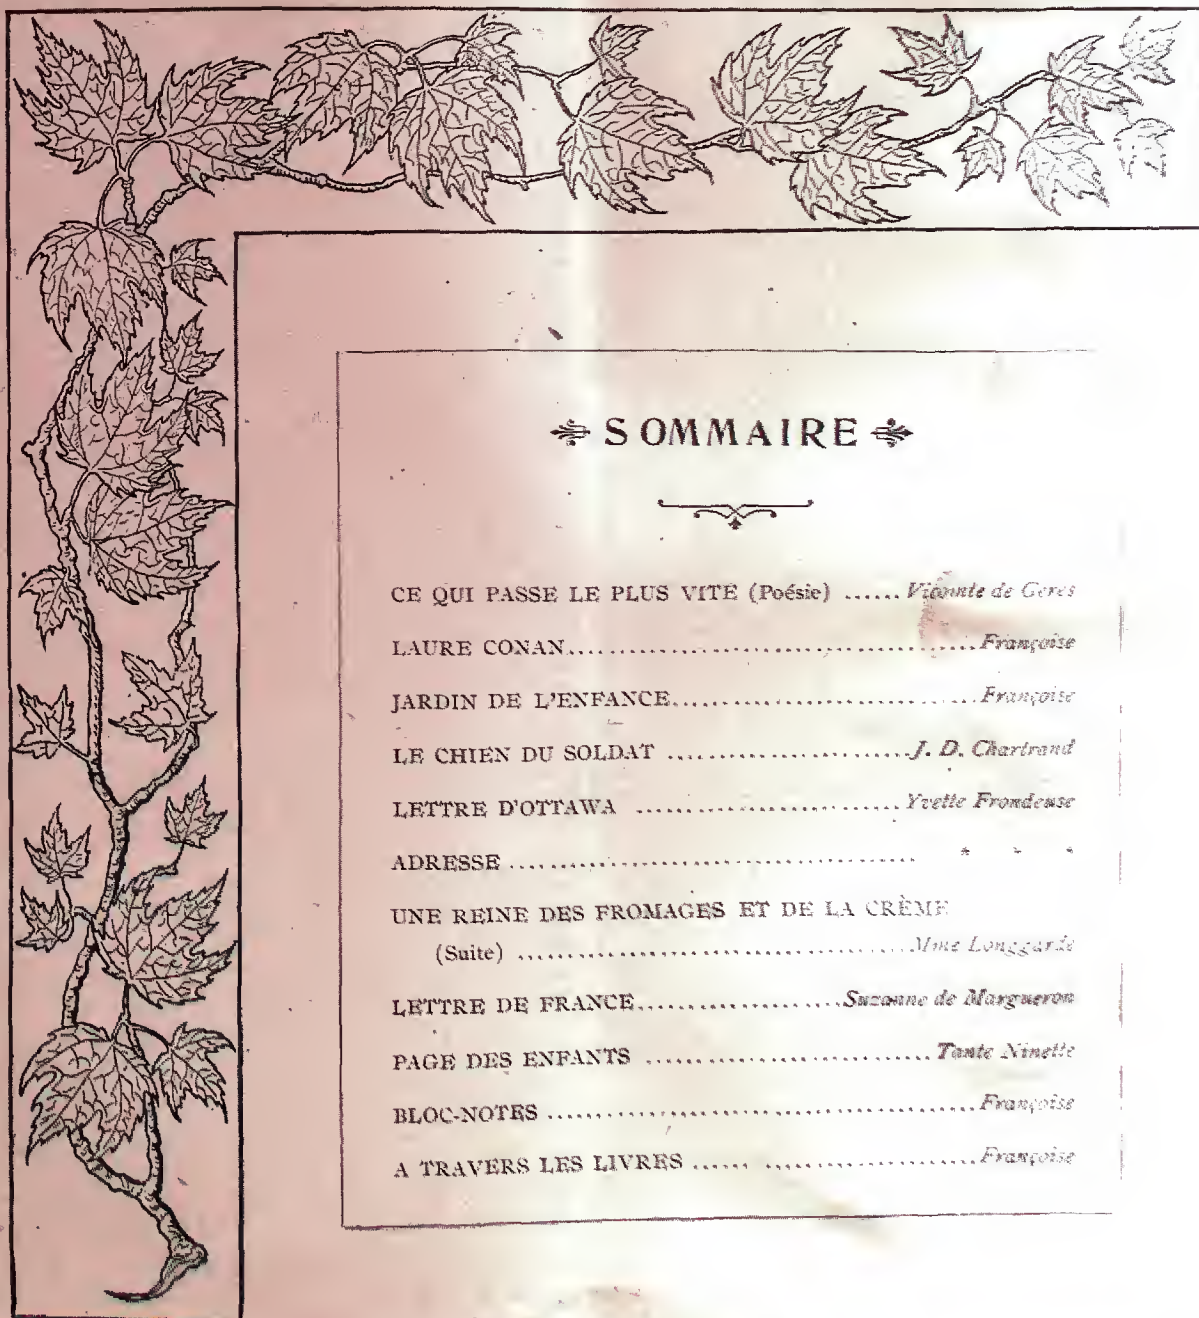 SOMMAIRE
CE QUI PASSE LE PLUS VITE (Poésie) ...... Vicomte de Geres
LAURE CONAN........................................Françoise
JARDIN DE L'ENFANCE..............................Françoise
LE CHIEN DU SOLDAT ........................J. D. Chartrand
LETTRE D'OTTAWA ..........................Yvette Frondeuse
ADRESSE ........................................ * * *
UNE REINE DES FROMAGES ET DE LA CRÈME
(Suite) .......................................Mme Longgarde
LETTRE DE FRANCE....................Suzanne de Margueron
PAGE DES ENFANTS ............................Tante Ninette
BLOC-NOTES ...........................................Françoise
A TRAVERS LES LIVRES ...... .....................Françoise